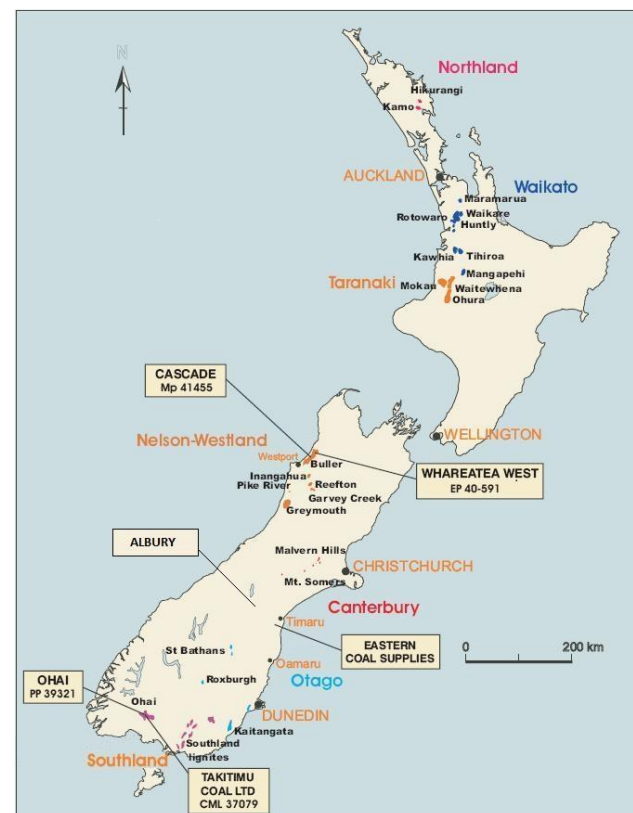 N
Northland
Hikurangi
Kamo
AUCKLAND
Waikato
Maramarua
Rotowaro
Waikare
Huntly
Kawhia
Tihiroa
Mangapehi
Taranaki
Mokau
Waitewhena
Ohura
CASCADE
Mp 41455
Nelson-Westland
WELLINGTON
Westport
Buller
WHAREATEA WEST
EP 40-591
Inangahua
Pike River
Reefton
Garvey Creek
Greymouth
ALBURY
Malvern Hills
CHRISTCHURCH
Mt. Somers
Canterbury
Timaru
EASTERN
COAL SUPPLIES
0
200 km
St Bathans
Oamaru
OHAI
PP 39321
Roxburgh
Otago
Ohai
DUNEDIN
Kaitangata
Southland
lignites
Southland
TAKITIMU
COAL LTD
CML 37079